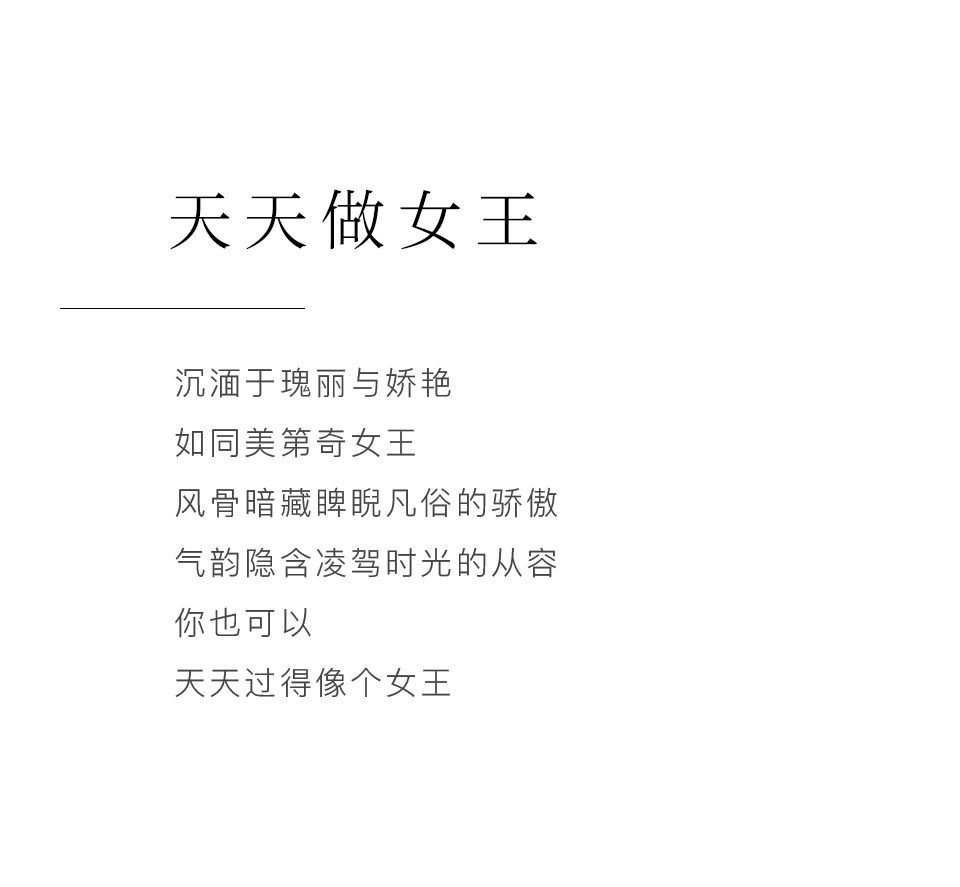 天天做女王
沉湎于瑰丽与娇艳
如同美第奇女王
风骨暗藏睥睨凡俗的骄傲
气韵隐含凌驾时光的从容
你也可以
天天过得像个女王